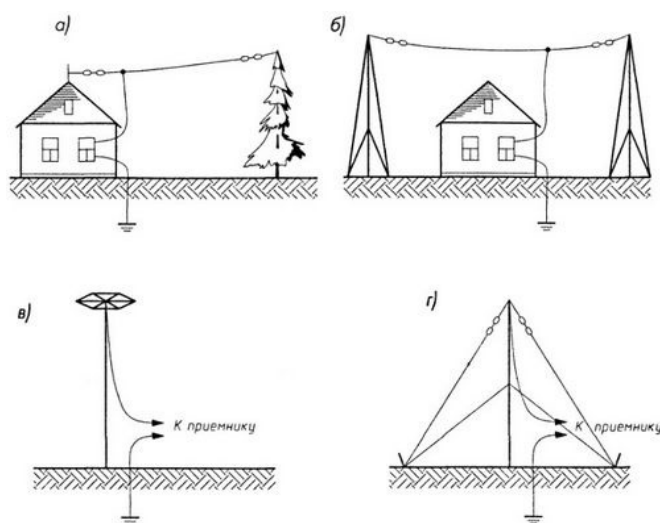 а)
б)
в)
К приемнику
г)
К приемнику